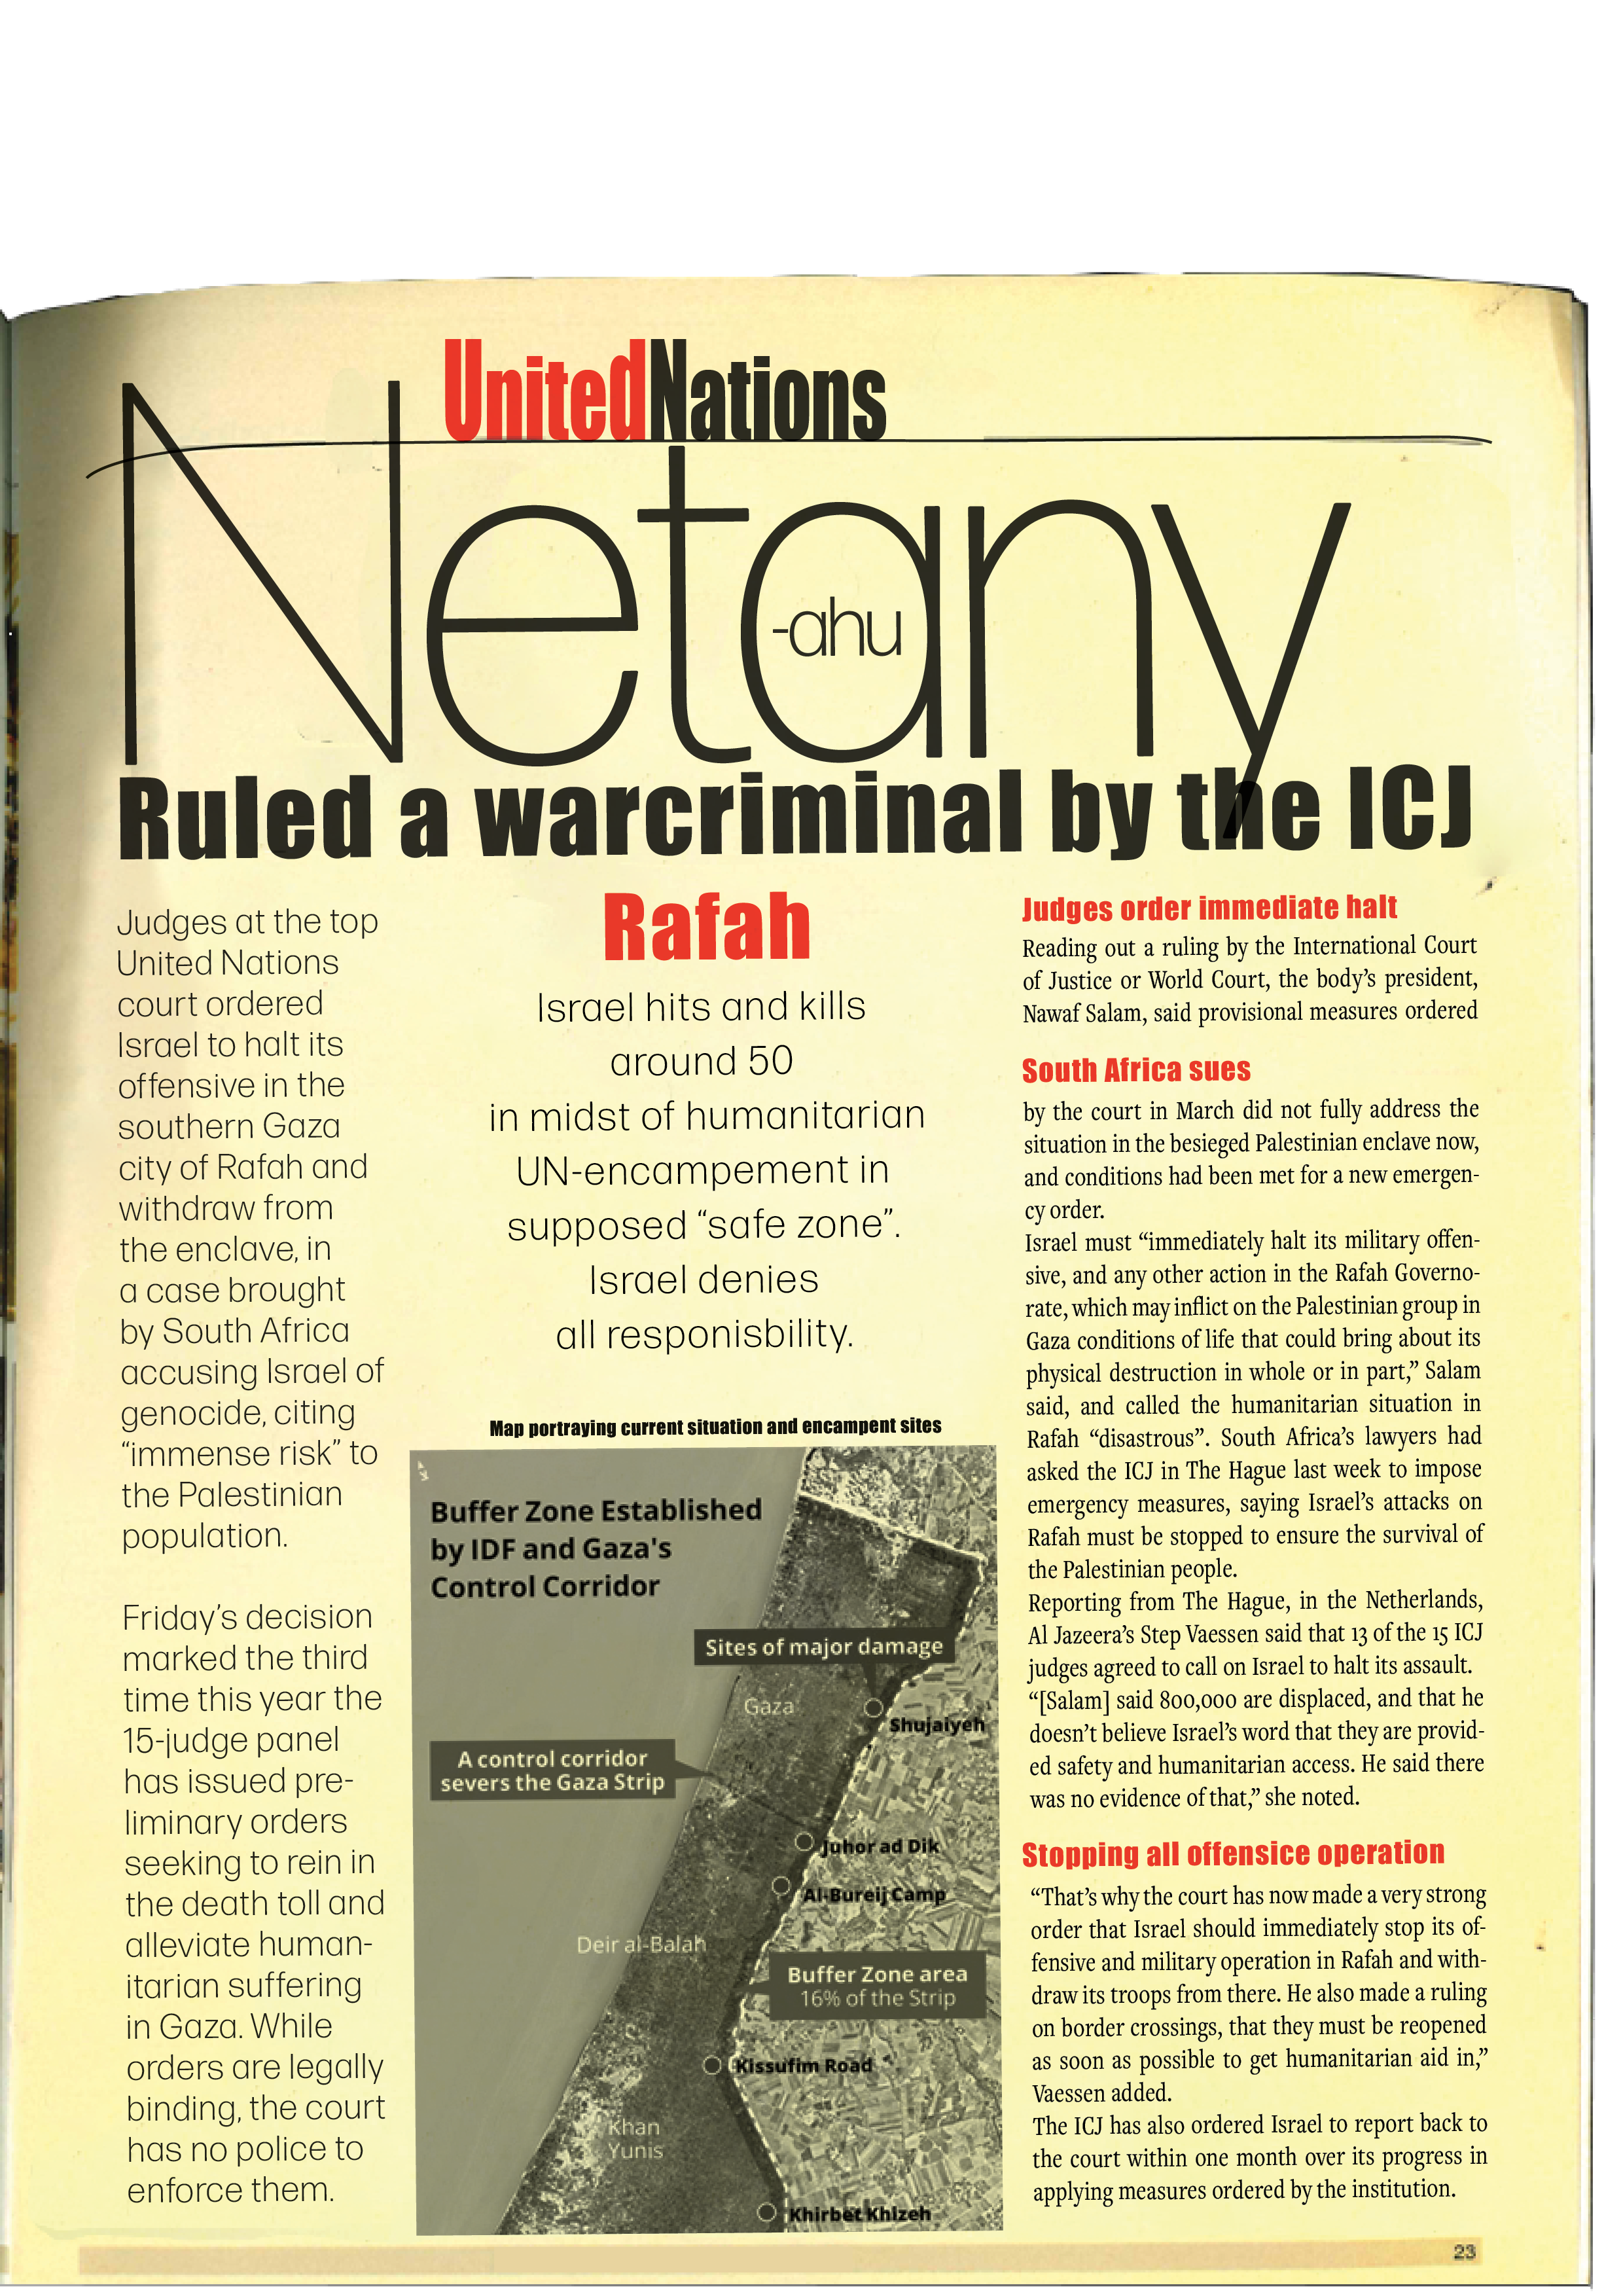 UnitedNations
Netany
-ahu
Ruled a warcriminal by the ICJ
Judges at the top
United Nations
court ordered
Israel to halt its
offensive in the
southern Gaza
city of Rafah and
withdraw from
the enclave, in
a case brought
by South Africa
accusing Israel of
genocide, citing
“immense risk” to
the Palestinian
population.
Friday’s decision
marked the third
time this year the
15-judge panel
has issued pre-
liminary orders
seeking to rein in
the death toll and
alleviate human-
itarian suffering
in Gaza. While
orders are legally
binding, the court
has no police to
enforce them.
Rafah
Israel hits and kills
around 50
in midst of humanitarian
UN-encampement in
supposed “safe zone”.
Israel denies
all responisbility.
Map portraying current situation and encampent sites
Buffer Zone Established
by IDF and Gaza's
Control Corridor
Sites of major damage
Gaza
Shujaiyeh
A control corridor
severs the Gaza Strip
Juhor ad Dik
Al-Bureij Camp
Deir al-Balah
Buffer Zone area
16% of the Strip
Kissufim Road
Khan
Yunis
Khirbet Khizeh
Judges order immediate halt
Reading out a ruling by the International Court
of Justice or World Court, the body’s president,
Nawaf Salam, said provisional measures ordered
South Africa sues
by the court in March did not fully address the
situation in the besieged Palestinian enclave now,
and conditions had been met for a new emergen-
cy order.
Israel must “immediately halt its military offen-
sive, and any other action in the Rafah Governo-
rate, which may inflict on the Palestinian group in
Gaza conditions of life that could bring about its
physical destruction in whole or in part,” Salam
said, and called the humanitarian situation in
Rafah “disastrous”. South Africa’s lawyers had
asked the ICJ in The Hague last week to impose
emergency measures, saying Israel’s attacks on
Rafah must be stopped to ensure the survival of
the Palestinian people.
Reporting from The Hague, in the Netherlands,
Al Jazeera’s Step Vaessen said that 13 of the 15 ICJ
judges agreed to call on Israel to halt its assault.
“[Salam] said 800,000 are displaced, and that he
doesn’t believe Israel’s word that they are provid-
ed safety and humanitarian access. He said there
was no evidence of that,” she noted.
Stopping all offensice operation
“That’s why the court has now made a very strong
order that Israel should immediately stop its of-
fensive and military operation in Rafah and with-
draw its troops from there. He also made a ruling
on border crossings, that they must be reopened
as soon as possible to get humanitarian aid in,”
Vaessen added.
The ICJ has also ordered Israel to report back to
the court within one month over its progress in
applying measures ordered by the institution.
23